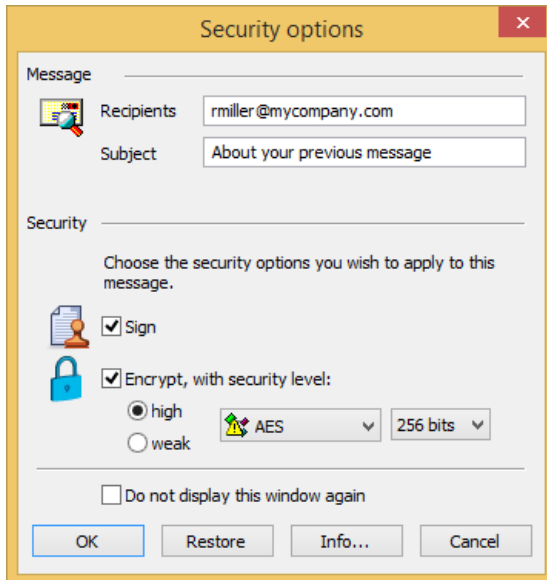 Security options
Message
Recipients rmiller@mycompany.com
Subject About your previous message
Security
Choose the security options you wish to apply to this
message.
Sign
Encrypt, with security level:
high AES 256 bits
weak
Do not display this window again
OK Restore Info... Cancel